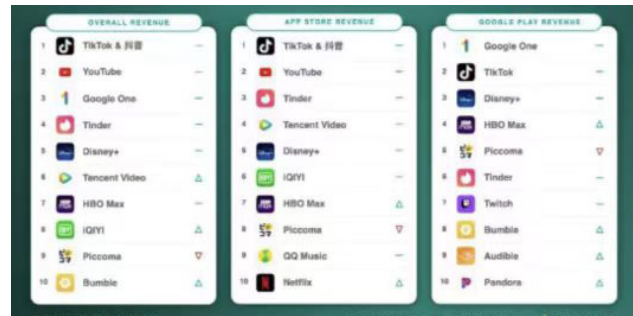 OVERALL REVENUE
1 TikTok & 抖音 —
2 YouTube —
3 Google One —
4 Tinder —
5 Disney+ —
6 Tencent Video △
7 HBO Max —
8 iQIYI △
9 Piccoma ▽
10 Bumble △
APP STORE REVENUE
1 TikTok & 抖音 —
2 YouTube —
3 Tinder —
4 Tencent Video —
5 Disney+ —
6 iQIYI —
7 HBO Max △
8 Piccoma ▽
9 QQ Music —
10 Netflix △
GOOGLE PLAY REVENUE
1 Google One —
2 TikTok —
3 Disney+ —
4 HBO Max △
5 Piccoma ▽
6 Tinder —
7 Twitch —
8 Bumble △
9 Audible △
10 Pandora △